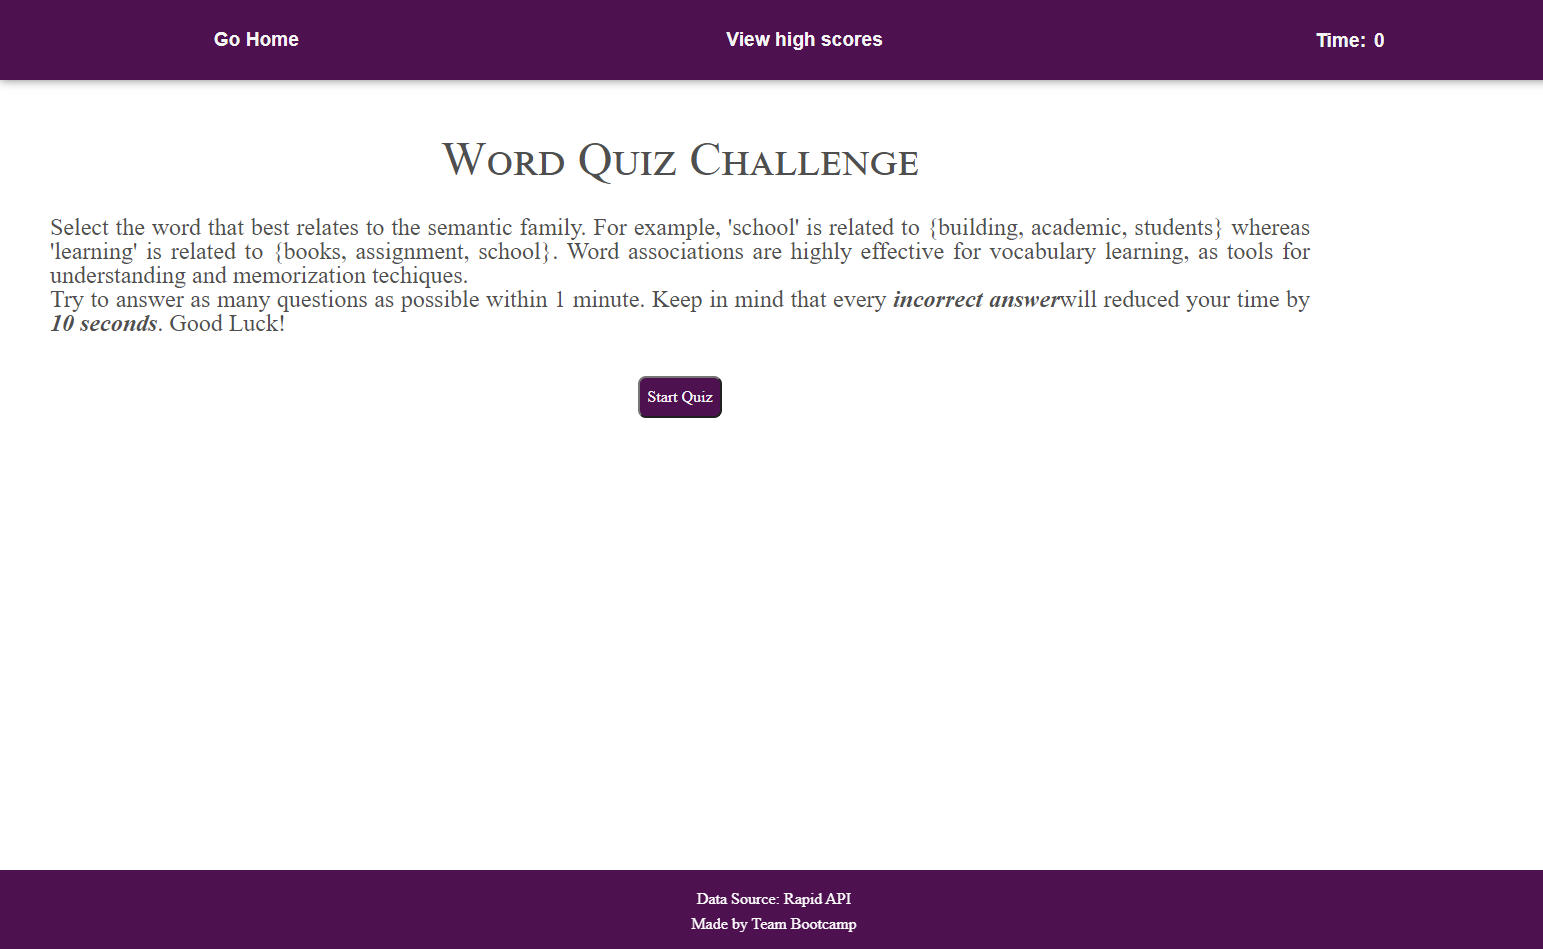 Go Home
View high scores
Time: 0
Word Quiz Challenge
Select the word that best relates to the semantic family. For example, 'school' is related to {building, academic, students} whereas
'learning' is related to {books, assignment, school}. Word associations are highly effective for vocabulary learning, as tools for
understanding and memorization techiques.
Try to answer as many questions as possible within 1 minute. Keep in mind that every incorrect answerwill reduced your time by
10 seconds. Good Luck!
Start Quiz
Data Source: Rapid API
Made by Team Bootcamp